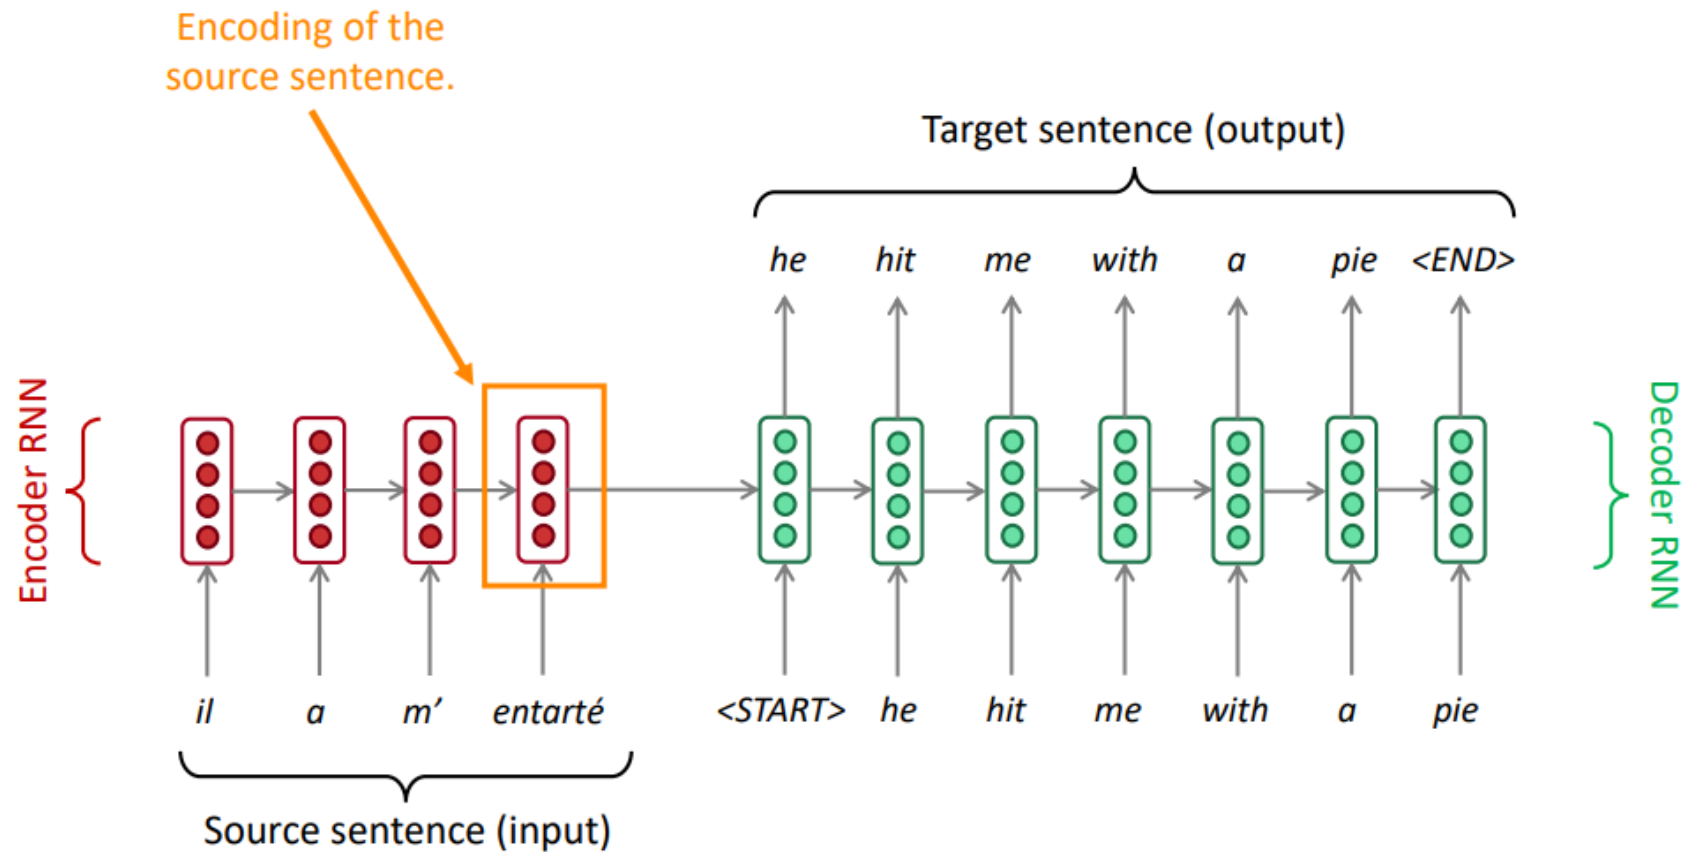 Encoding of the
source sentence.
Target sentence (output)
he hit me with a pie <END>
Encoder RNN
Decoder RNN
il a m’ entarté <START> he hit me with a pie
Source sentence (input)